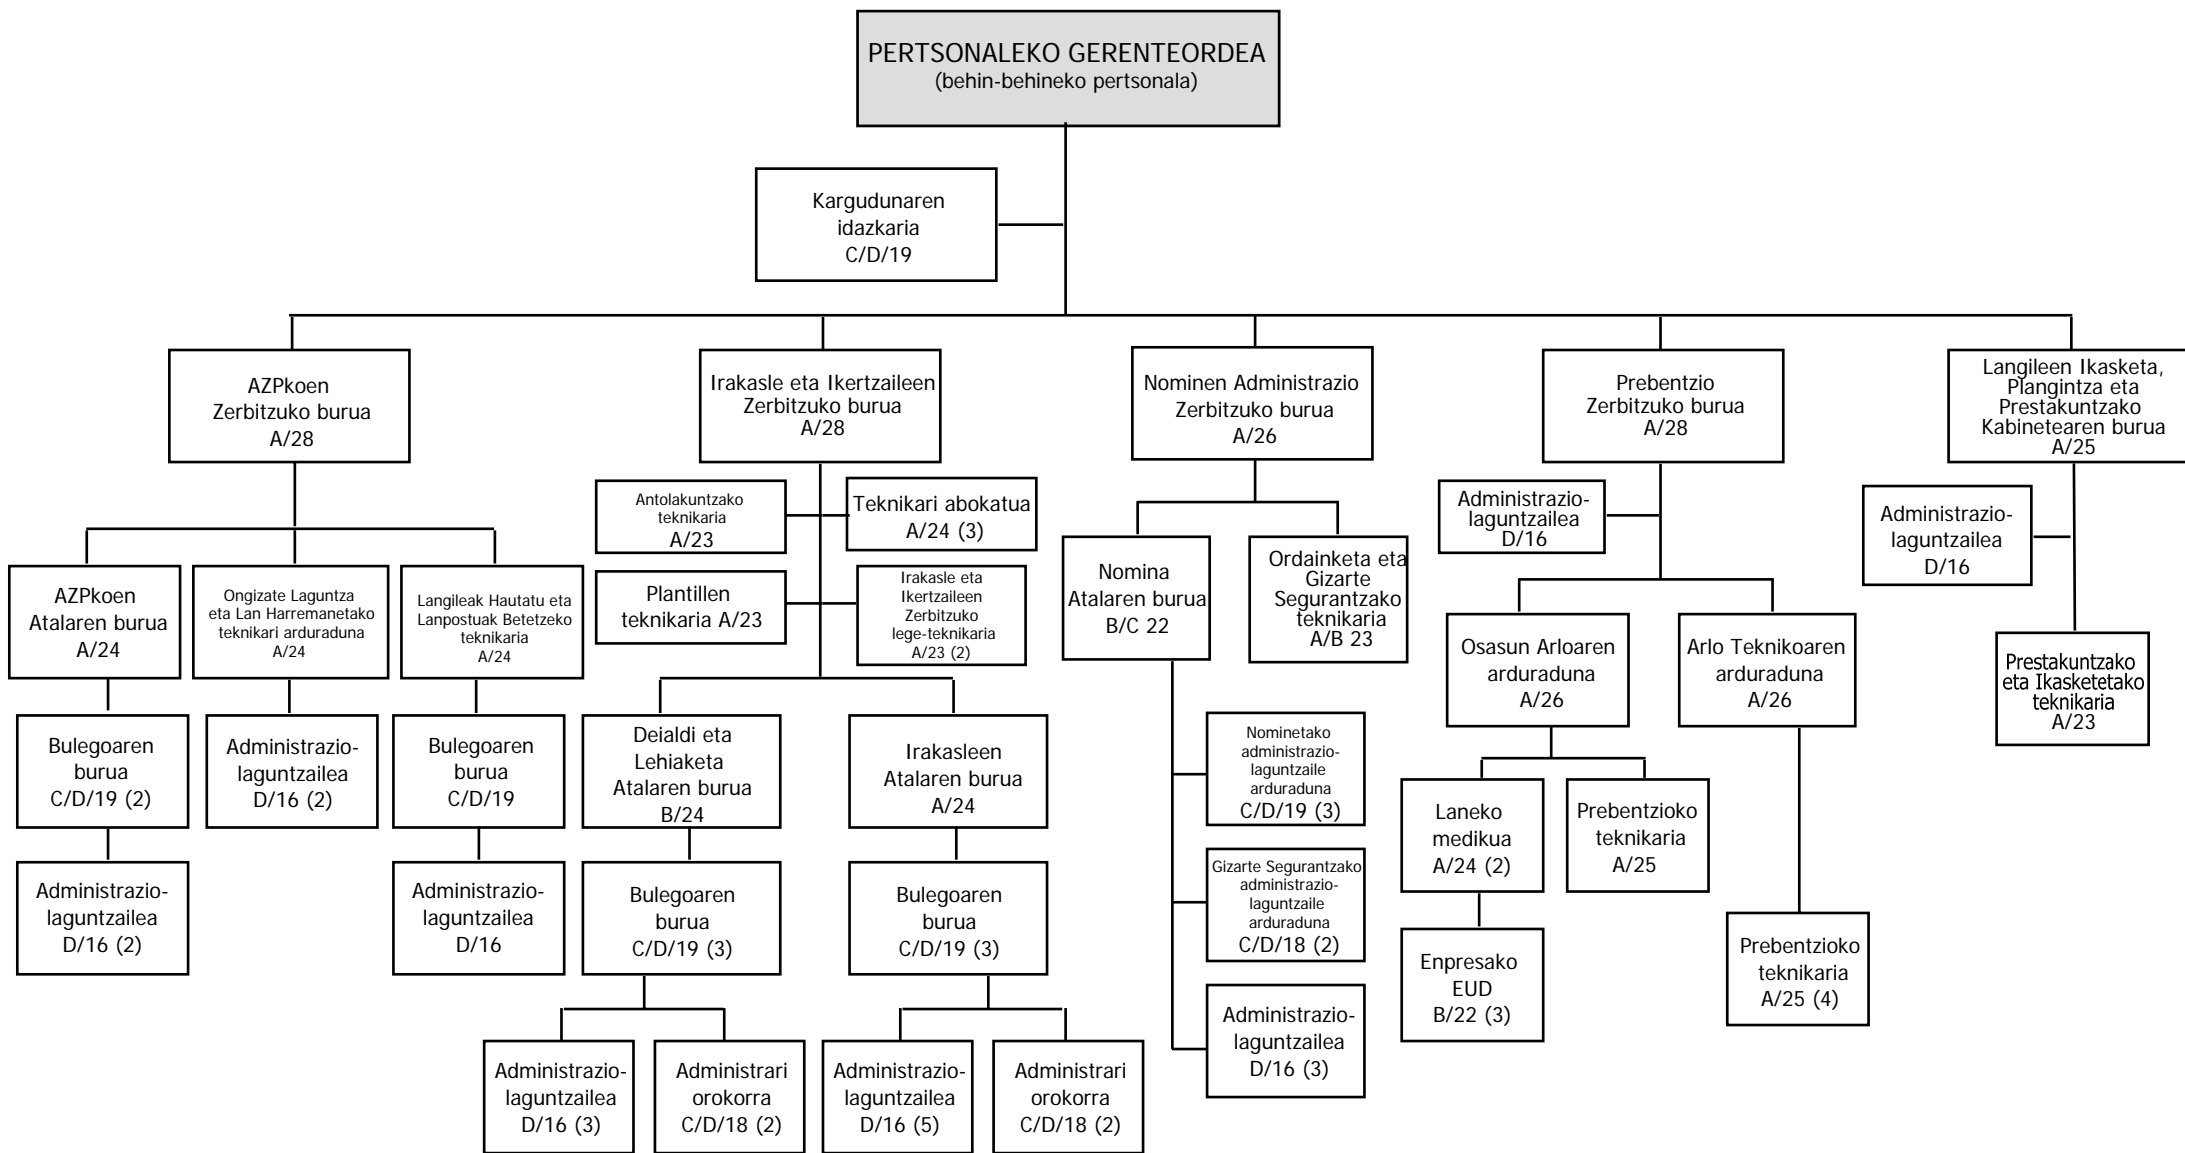 PERTSONALEKO GERENTEORDEA
(behin-behineko pertsonala)
Kargudunaren
idazkaria
C/D/19
AZPkoen
Zerbitzuko burua
A/28
Irakasle eta Ikertzaileen
Zerbitzuko burua
A/28
Nominen Administrazio
Zerbitzuko burua
A/26
Prebentzio
Zerbitzuko burua
A/28
Langileen Ikasketa,
Plangintza eta
Prestakuntzako
Kabinetearen burua
A/25
Antolakuntzako
teknikaria
A/23
Teknikari abokatua
A/24 (3)
Administrazio-
laguntzailea
D/16
Administrazio-
laguntzailea
D/16
AZPkoen
Atalaren burua
A/24
Ongizate Laguntza
eta Lan Harremanetako
teknikari arduraduna
A/24
Langileak Hautatu eta
Lanpostuak Betetzeko
teknikaria
A/24
Plantillen
teknikaria A/23
Irakasle eta
Ikertzaileen
Zerbitzuko
lege-teknikaria
A/23 (2)
Nomina
Atalaren burua
B/C 22
Ordainketa eta
Gizarte
Segurantzako
teknikaria
A/B 23
Osasun Arloaren
arduraduna
A/26
Arlo Teknikoaren
arduraduna
A/26
Prestakuntzako
eta Ikasketetako
teknikaria
A/23
Bulegoaren
burua
C/D/19 (2)
Administrazio-
laguntzailea
D/16 (2)
Bulegoaren
burua
C/D/19
Deialdi eta
Lehiaketa
Atalaren burua
B/24
Irakasleen
Atalaren burua
A/24
Nominetako
administrazio-
laguntzaile
arduraduna
C/D/19 (3)
Laneko
medikua
A/24 (2)
Prebentzioko
teknikaria
A/25
Administrazio-
laguntzailea
D/16 (2)
Administrazio-
laguntzailea
D/16
Bulegoaren
burua
C/D/19 (3)
Bulegoaren
burua
C/D/19 (3)
Gizarte Segurantzako
administrazio-
laguntzaile
arduraduna
C/D/18 (2)
Enpresako
EUD
B/22 (3)
Prebentzioko
teknikaria
A/25 (4)
Administrazio-
laguntzailea
D/16 (3)
Administrari
orokorra
C/D/18 (2)
Administrazio-
laguntzailea
D/16 (5)
Administrari
orokorra
C/D/18 (2)
Administrazio-
laguntzailea
D/16 (3)